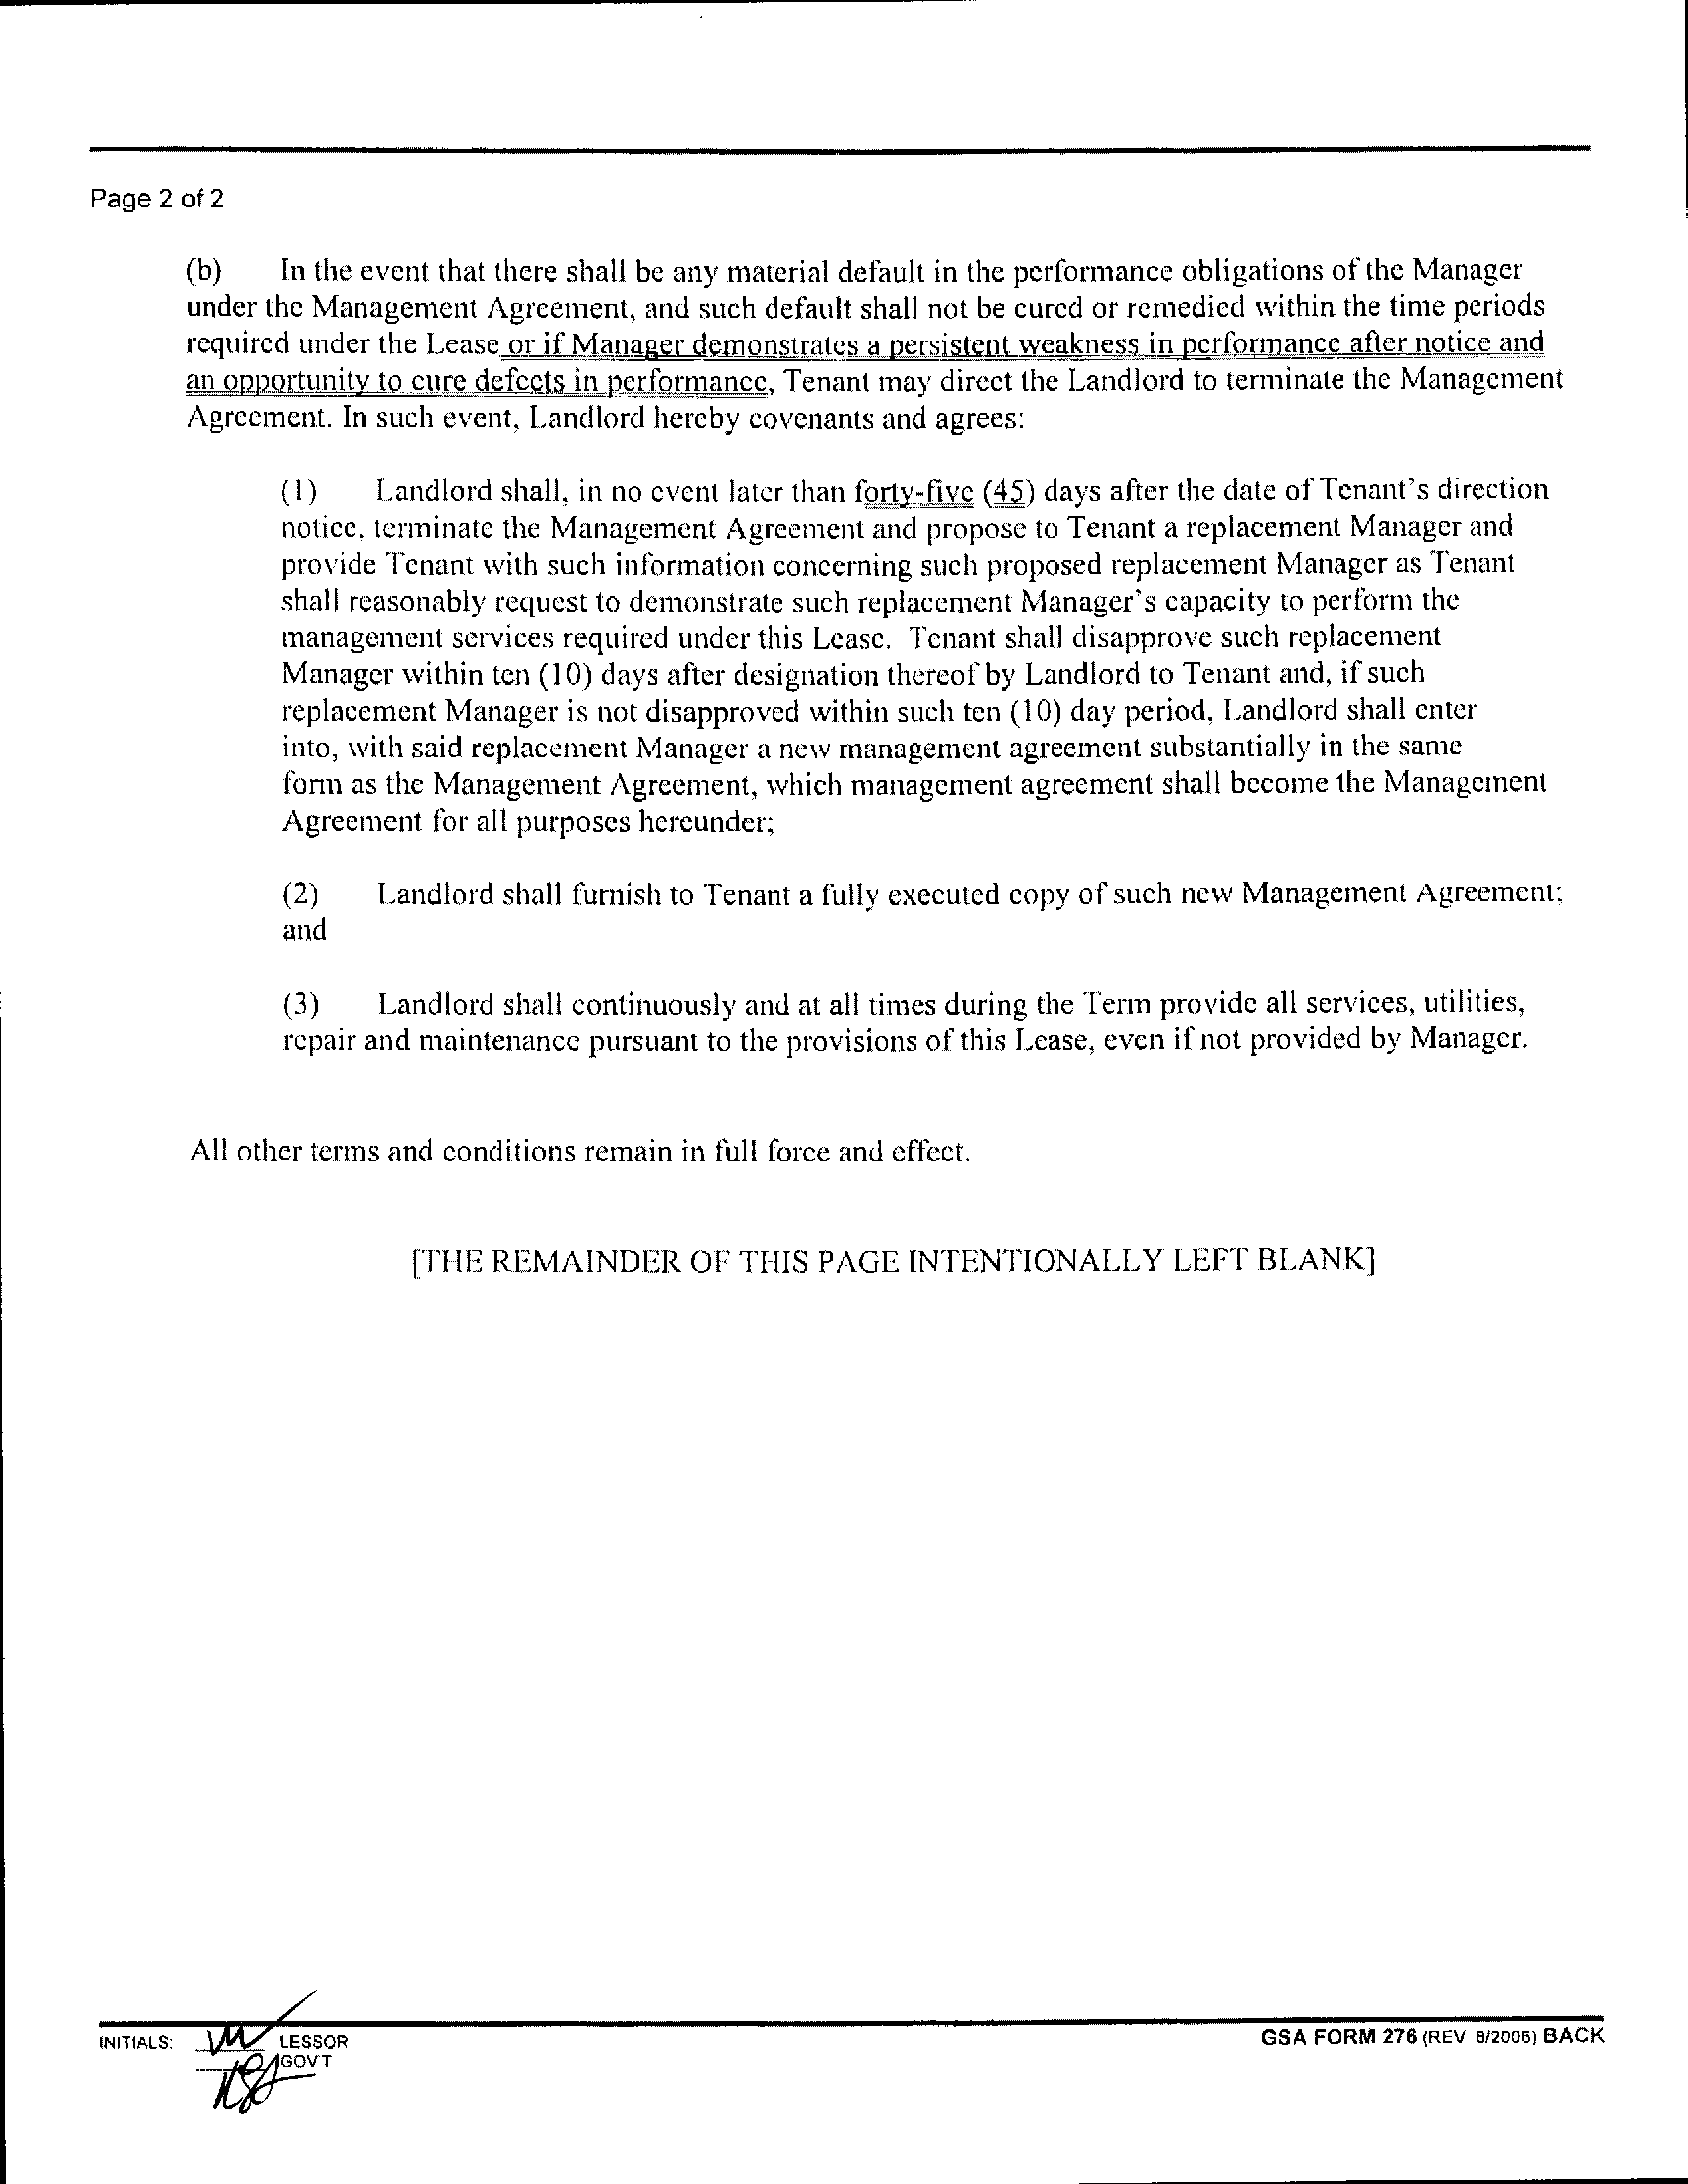 Page 2 of 2
(b) In the event that there shall be any material default in the performance obligations of the Manager
under the Management Agreement, and such default shall not be cured or remedied within the time periods
required under the Lease or if Manager demonstrates a persistent weakness in performance after notice and
an opportunity to cure defects in performance, Tenant may direct the Landlord to terminate the Management
Agreement. In such event, Landlord hereby covenants and agrees:
(1) Landlord shall, in no event later than forty-five (45) days after the date of Tenant's direction
notice, terminate the Management Agreement and propose to Tenant a replacement Manager and
provide Tenant with such information concerning such proposed replacement Manager as Tenant
shall reasonably request to demonstrate such replacement Manager's capacity to perform the
management services required under this Lease. Tenant shall disapprove such replacement
Manager within ten (10) days after designation thereof by Landlord to Tenant and, if such
replacement Manager is not disapproved within such ten (10) day period, Landlord shall enter
into, with said replacement Manager a new management agreement substantially in the same
form as the Management Agreement, which management agreement shall become the Management
Agreement for all purposes hereunder;
(2) Landlord shall furnish to Tenant a fully executed copy of such new Management Agreement;
and
(3) Landlord shall continuously and at all times during the Term provide all services, utilities,
repair and maintenance pursuant to the provisions of this Lease, even if not provided by Manager.
All other terms and conditions remain in full force and effect.
[THE REMAINDER OF THIS PAGE INTENTIONALLY LEFT BLANK]
INITIALS: LESSOR
GOVT
GSA FORM 276 (REV 8/2006) BACK